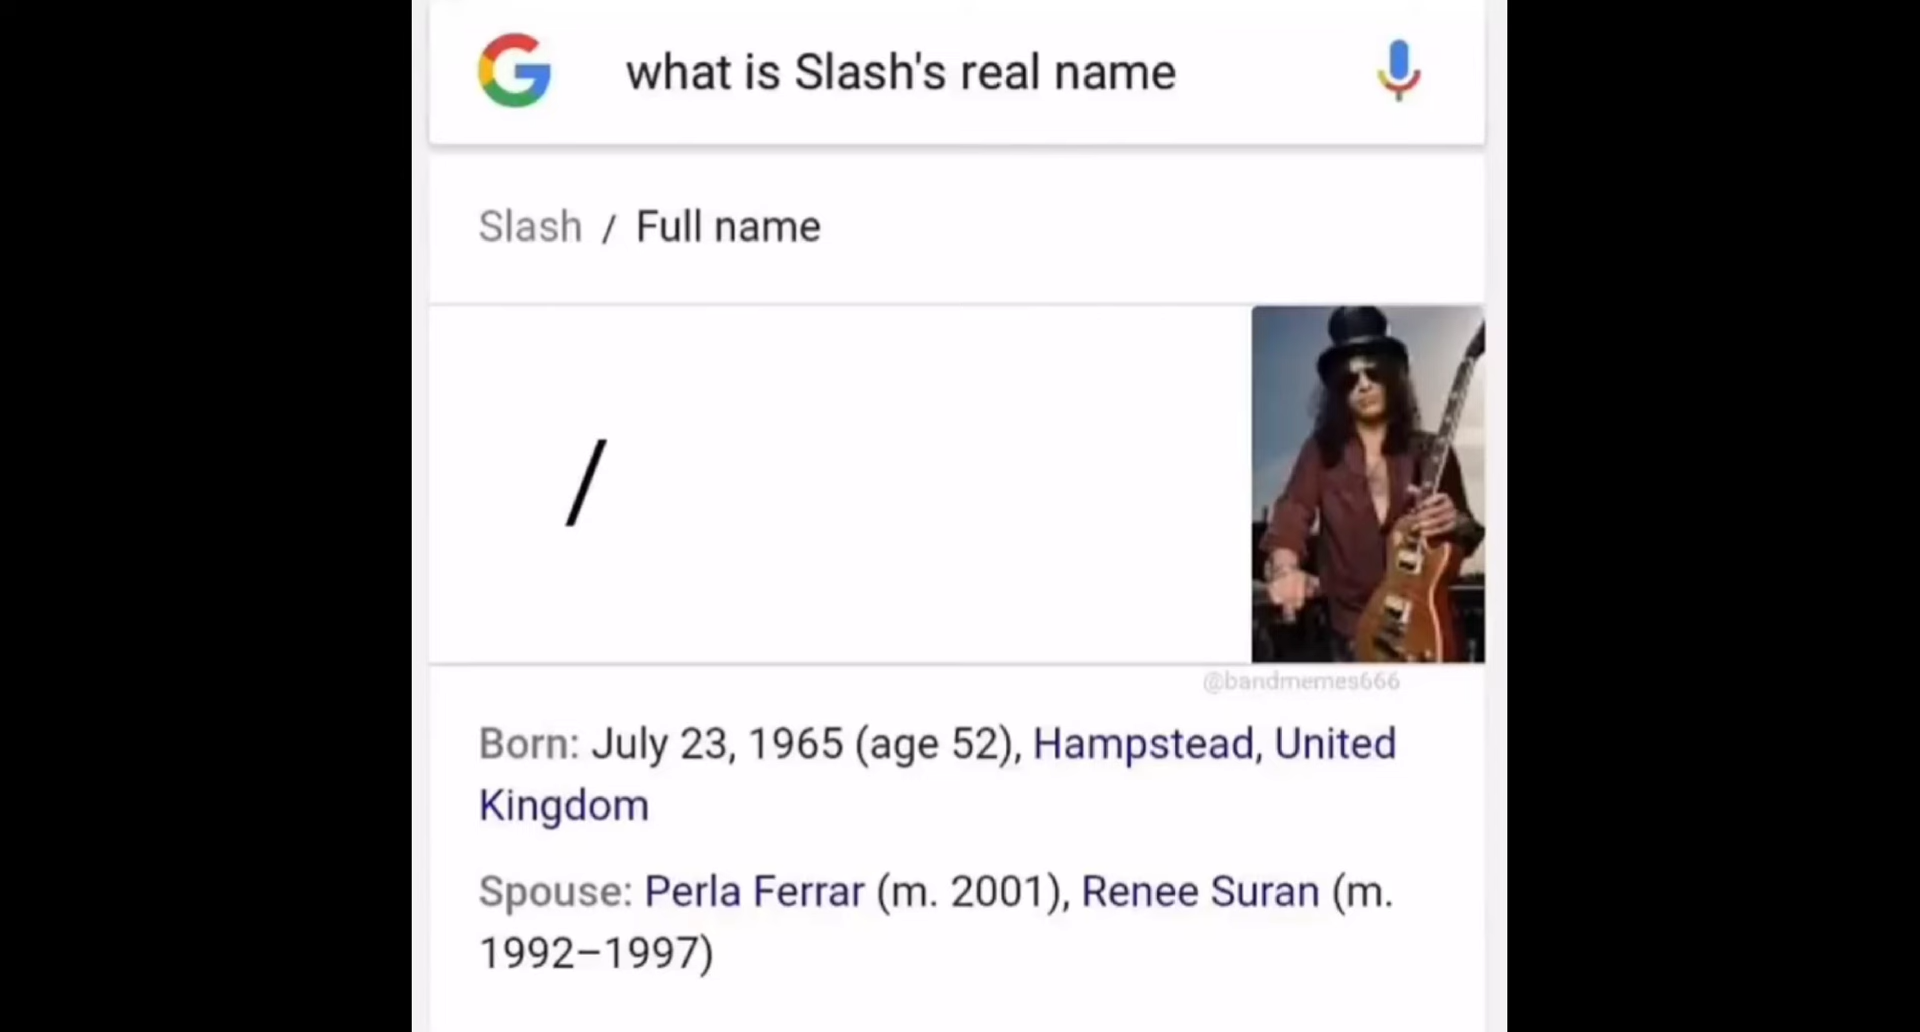 what is Slash's real name
Slash / Full name
/
@bandmemes666
Born: July 23, 1965 (age 52), Hampstead, United
Kingdom
Spouse: Perla Ferrar (m. 2001), Renee Suran (m.
1992–1997)